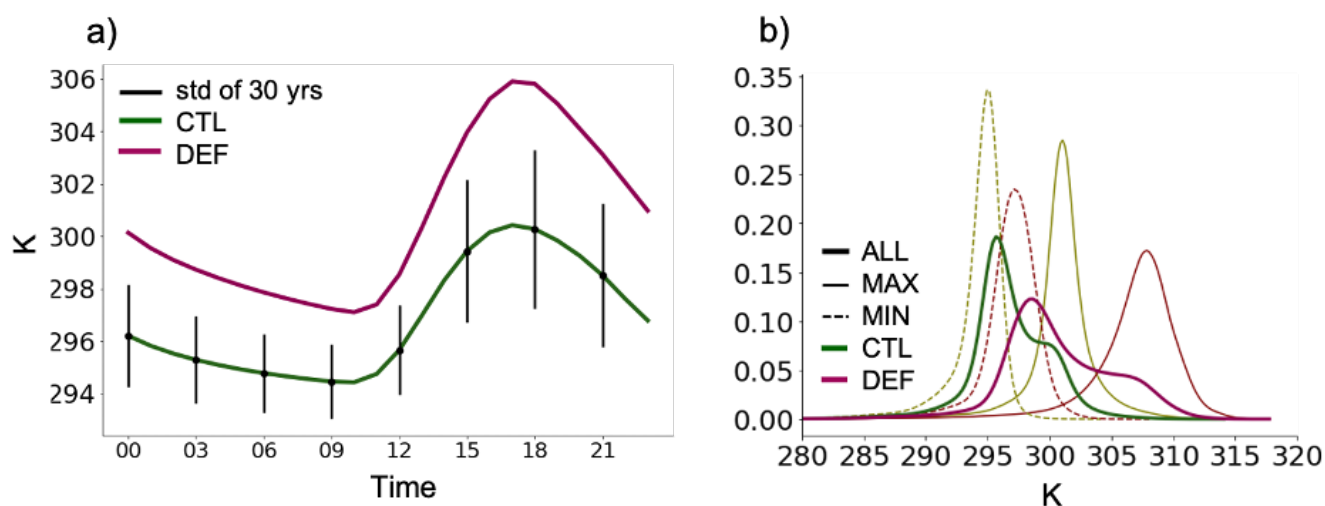 a)
306
304
302
300
298
296
294
K
std of 30 yrs
CTL
DEF
00 03 06 09 12 15 18 21
Time
b)
0.35
0.30
0.25
0.20
0.15
0.10
0.05
0.00
ALL
MAX
MIN
CTL
DEF
280 285 290 295 300 305 310 315 320
K